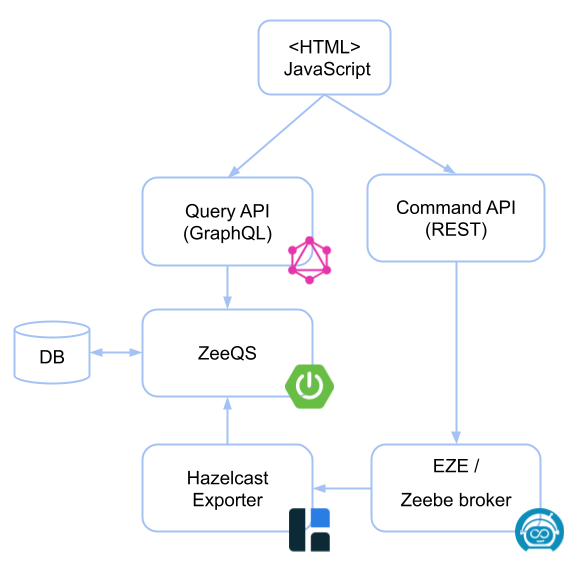 <HTML>
JavaScript
Query API
(GraphQL)
Command API
(REST)
DB
ZeeQS
Hazelcast
Exporter
EZE /
Zeebe broker